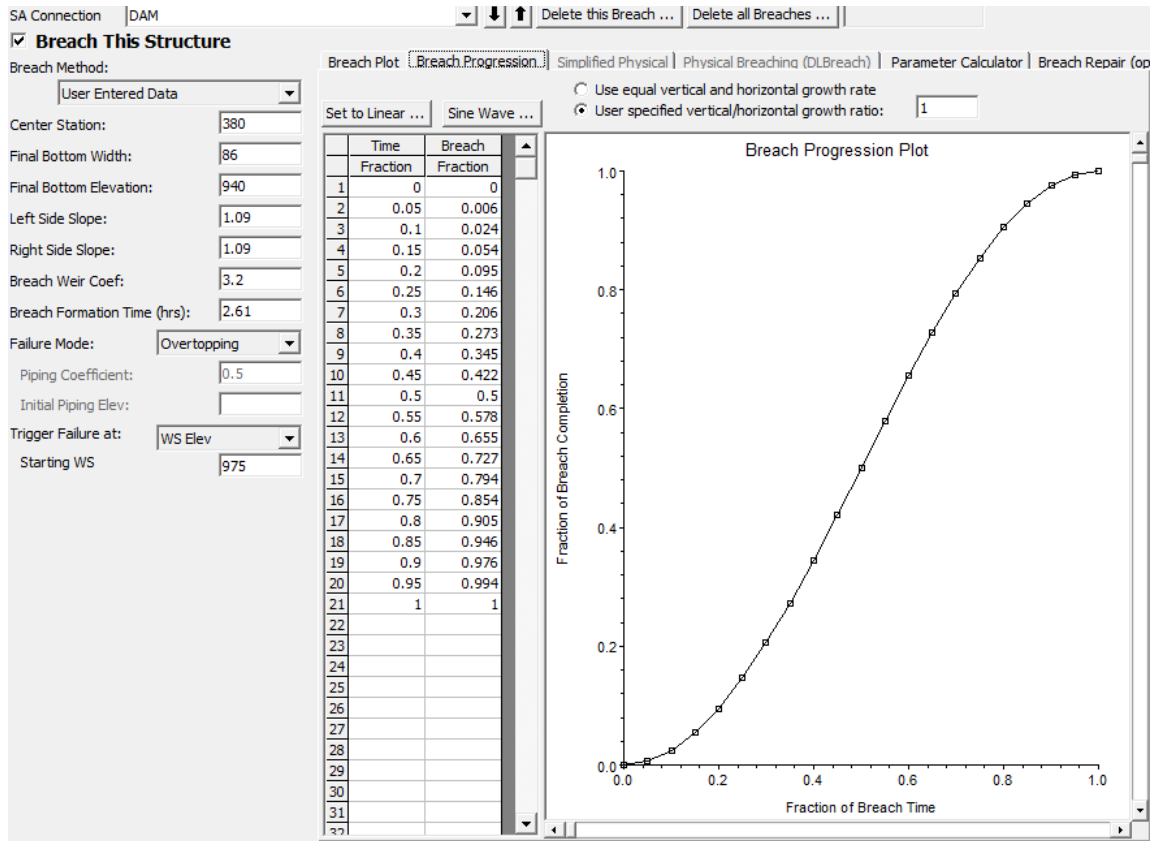 SA Connection DAM Delete this Breach ... Delete all Breaches ...
Breach This Structure
Breach Method:
User Entered Data
Center Station: 380
Final Bottom Width: 86
Final Bottom Elevation: 940
Left Side Slope: 1.09
Right Side Slope: 1.09
Breach Weir Coef: 3.2
Breach Formation Time (hrs): 2.61
Failure Mode: Overtopping
Piping Coefficient: 0.5
Initial Piping Elev:
Trigger Failure at: WS Elev
Starting WS 975
Breach Plot Breach Progression Simplified Physical Physical Breaching (DLBreach) Parameter Calculator Breach Repair (op
Use equal vertical and horizontal growth rate
User specified vertical/horizontal growth ratio: 1
Set to Linear ... Sine Wave ...
Time Breach
Fraction Fraction
1 0 0
2 0.05 0.006
3 0.1 0.024
4 0.15 0.054
5 0.2 0.095
6 0.25 0.146
7 0.3 0.206
8 0.35 0.273
9 0.4 0.345
10 0.45 0.422
11 0.5 0.5
12 0.55 0.578
13 0.6 0.655
14 0.65 0.727
15 0.7 0.794
16 0.75 0.854
17 0.8 0.905
18 0.85 0.946
19 0.9 0.976
20 0.95 0.994
21 1 1
22
23
24
25
26
27
28
29
30
31
32
Breach Progression Plot
Fraction of Breach Completion
1.0
0.8
0.6
0.4
0.2
0.0
0.0 0.2 0.4 0.6 0.8 1.0
Fraction of Breach Time